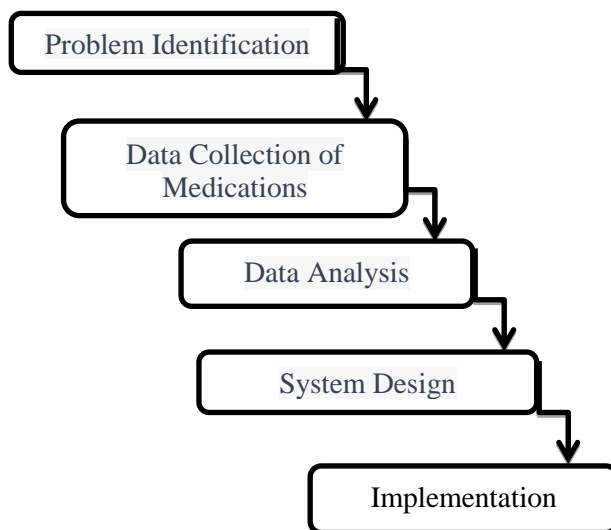 Problem Identification
Data Collection of
Medications
Data Analysis
System Design
Implementation